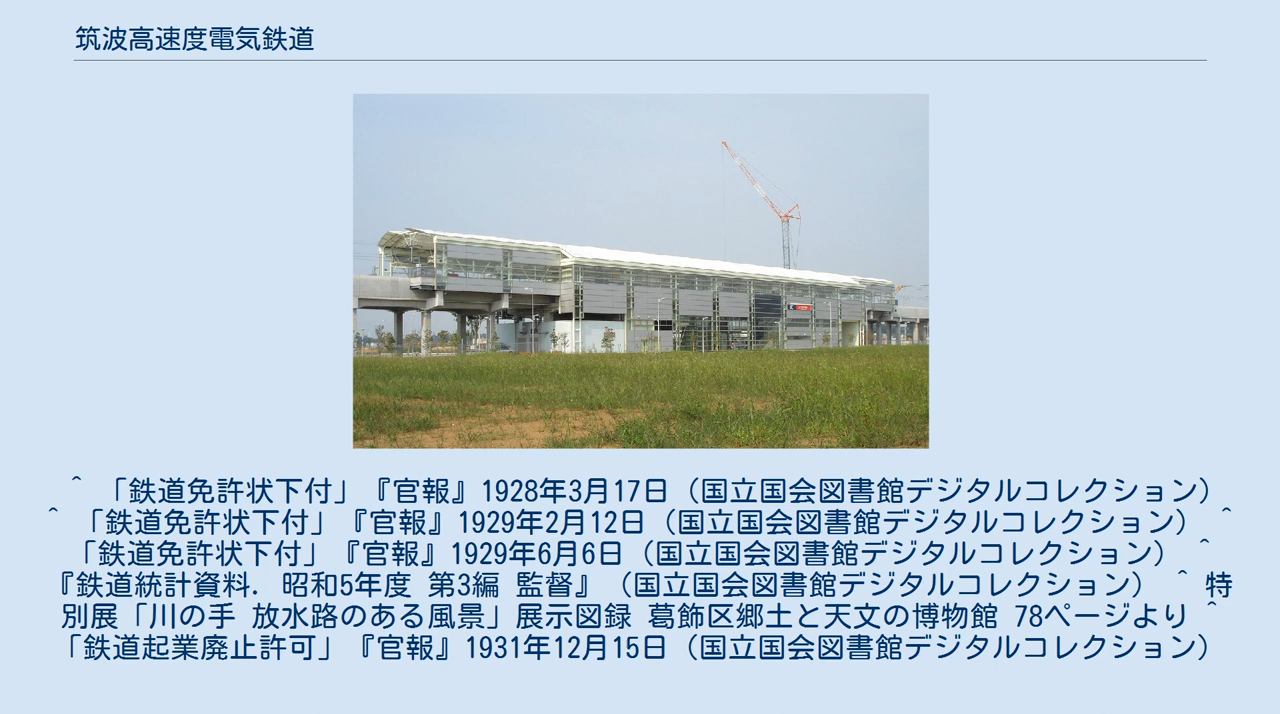 筑波高速度電気鉄道
^ 「鉄道免許状下付」『官報』1928年3月17日（国立国会図書館デジタルコレクション）
^ 「鉄道免許状下付」『官報』1929年2月12日（国立国会図書館デジタルコレクション） ^
「鉄道免許状下付」『官報』1929年6月6日（国立国会図書館デジタルコレクション） ^
『鉄道統計資料. 昭和5年度 第3編 監督』（国立国会図書館デジタルコレクション） ^ 特
別展「川の手 放水路のある風景」展示図録 葛飾区郷土と天文の博物館 78ページより ^
「鉄道起業廃止許可」『官報』1931年12月15日（国立国会図書館デジタルコレクション）